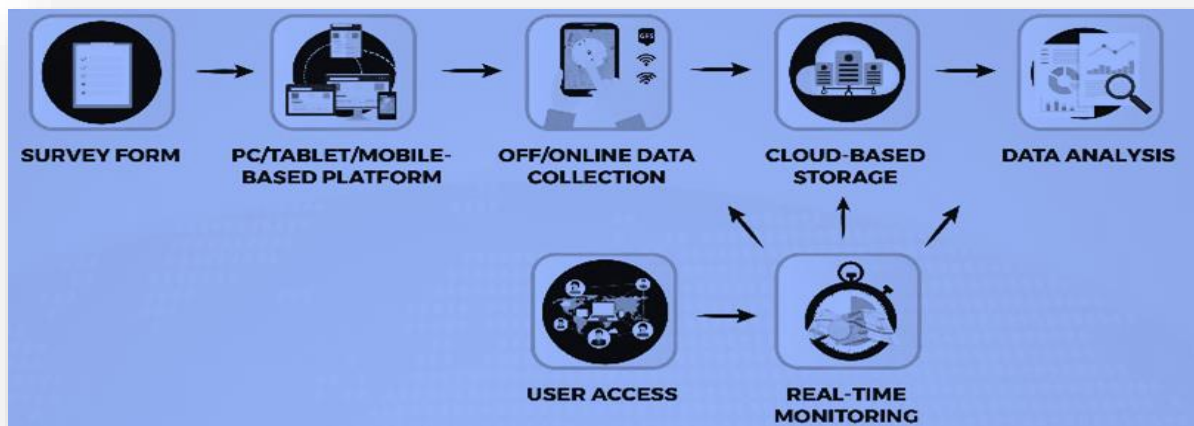 GPS
SURVEY FORM
PC/TABLET/MOBILE-
BASED PLATFORM
OFF/ONLINE DATA
COLLECTION
CLOUD-BASED
STORAGE
DATA ANALYSIS
USER ACCESS
REAL-TIME
MONITORING